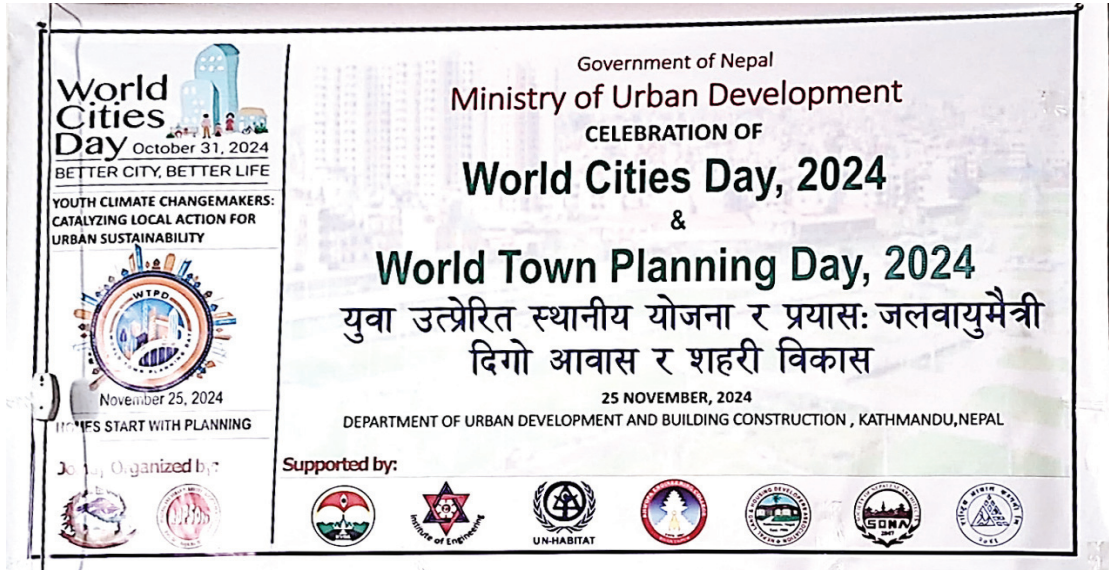 World
Cities
Day October 31, 2024
BETTER CITY, BETTER LIFE
YOUTH CLIMATE CHANGEMAKERS:
CATALYZING LOCAL ACTION FOR
URBAN SUSTAINABILITY
WTPD
November 25, 2024
START WITH PLANNING
Organized by:
Government of Nepal
Ministry of Urban Development
CELEBRATION OF
World Cities Day, 2024
&
World Town Planning Day, 2024
युवा उत्प्रेरित स्थानीय योजना र प्रयास: जलवायुमैत्री
दिगो आवास र शहरी विकास
25 NOVEMBER, 2024
DEPARTMENT OF URBAN DEVELOPMENT AND BUILDING CONSTRUCTION , KATHMANDU,NEPAL
Supported by:
Institute of Engineering
UN-HABITAT
SONA